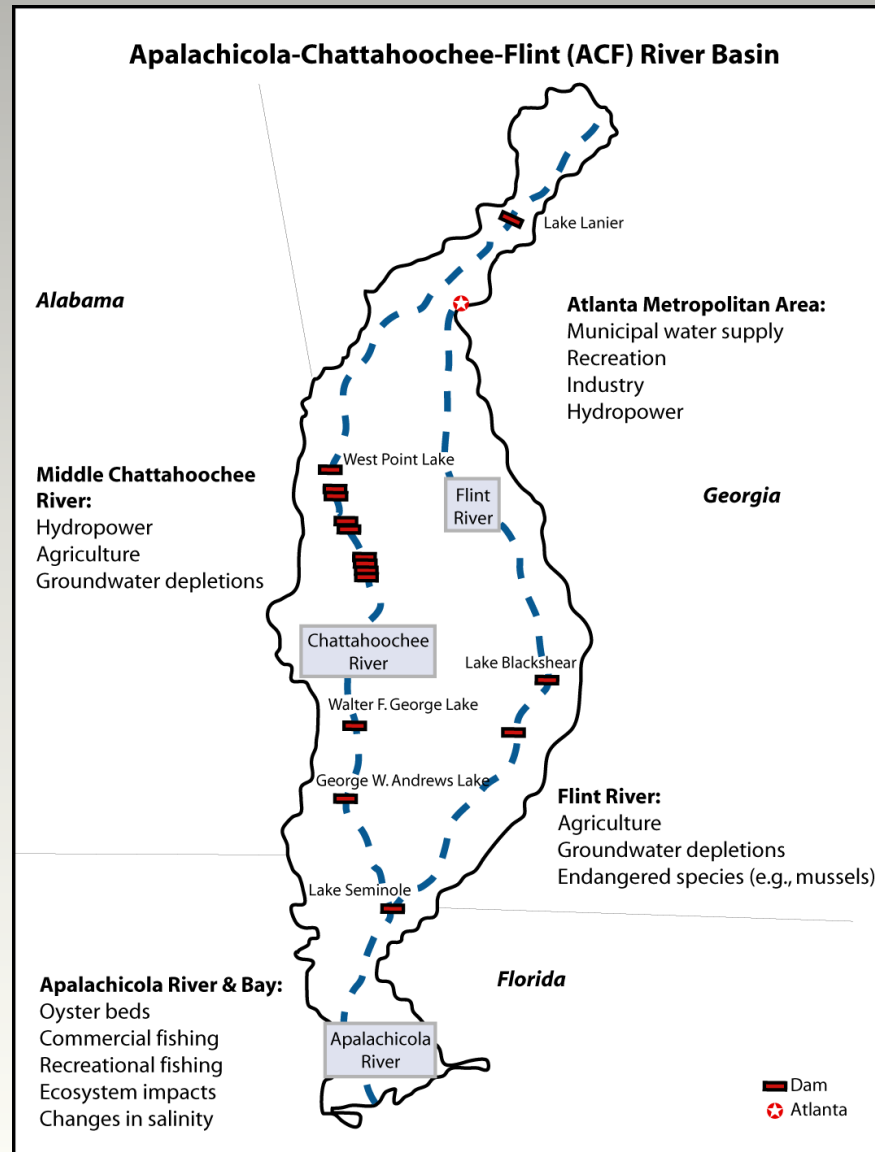 Apalachicola-Chattahoochee-Flint (ACF) River Basin
Lake Lanier
Alabama
Atlanta Metropolitan Area:
Municipal water supply
Recreation
Industry
Hydropower
West Point Lake
Middle Chattahoochee
River:
Hydropower
Agriculture
Groundwater depletions
Flint
River
Georgia
Chattahoochee
River
Lake Blackshear
Walter F. George Lake
George W. Andrews Lake
Flint River:
Agriculture
Groundwater depletions
Endangered species (e.g., mussels)
Lake Seminole
Florida
Apalachicola River & Bay:
Oyster beds
Commercial fishing
Recreational fishing
Ecosystem impacts
Changes in salinity
Apalachicola
River
Dam
Atlanta